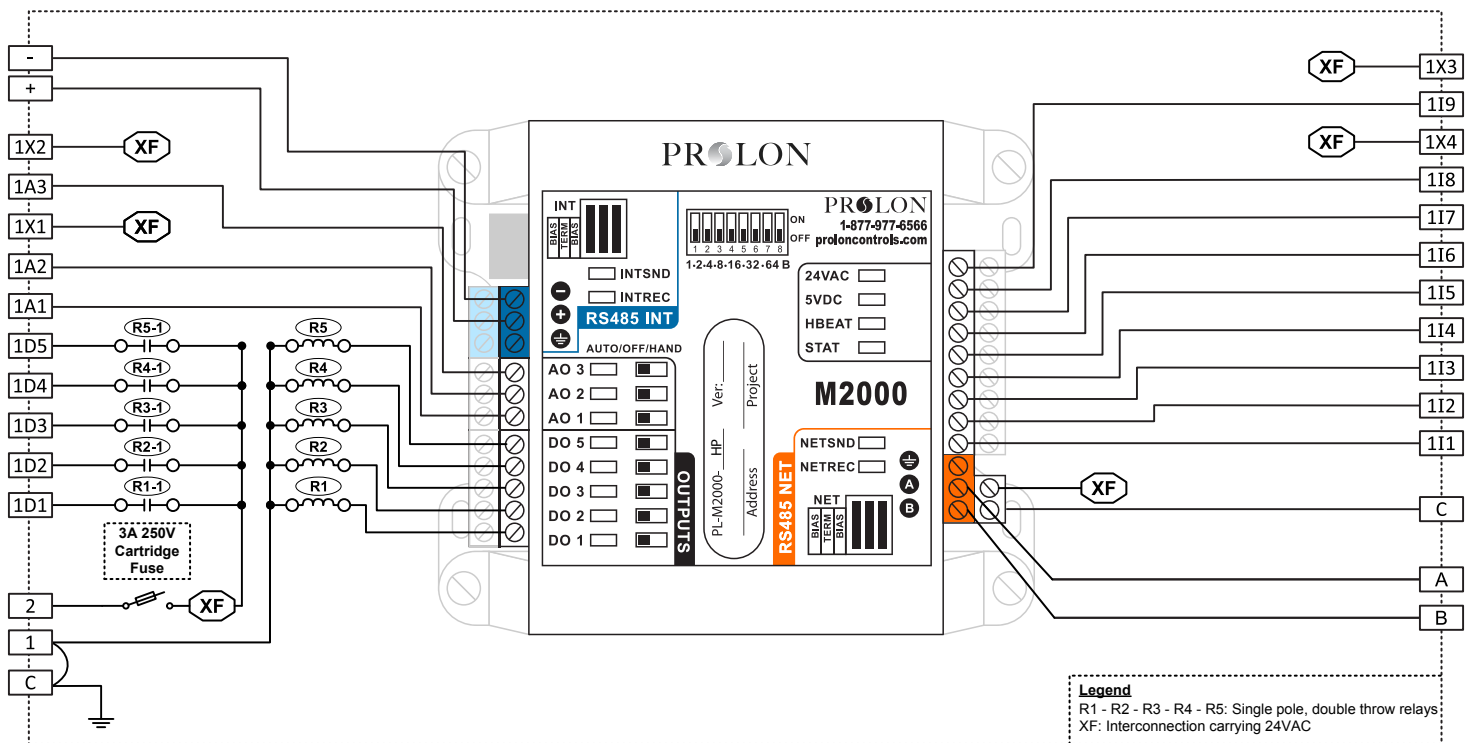 -
+
1X2
XF
1A3
1X1
XF
1A2
1A1
1D5
R5-1
R5
1D4
R4-1
R4
1D3
R3-1
R3
1D2
R2-1
R2
1D1
R1-1
R1
3A 250V
Cartridge
Fuse
2
XF
1
C
PROLON
INT
BIAS
TERM
BIAS
INTSND
INTREC
RS485 INT
ON
OFF
1 2 3 4 5 6 7 8
1-2-4-8-16-32-64 B
PROLON
1-877-977-6566
proloncontrols.com
24VAC
5VDC
HBEAT
STAT
AUTO/OFF/HAND
AO 3
AO 2
AO 1
DO 5
DO 4
DO 3
DO 2
DO 1
OUTPUTS
PL-M2000-____HP Ver:____
Address ____ Project
M2000
NETSND
NETREC
RS485 NET
A
B
NET
BIAS
TERM
BIAS
XF
1X3
1I9
XF
1X4
1I8
1I7
1I6
1I5
1I4
1I3
1I2
1I1
XF
C
A
B
Legend
R1 - R2 - R3 - R4 - R5: Single pole, double throw relays
XF: Interconnection carrying 24VAC